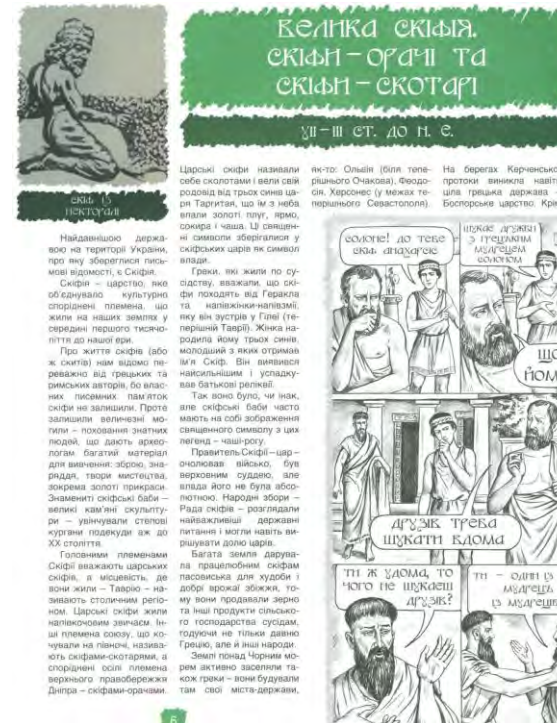 ВЕЛИКА СКІФІЯ.
СКІФИ – ОРАЧІ ТА
СКІФИ – СКОТАРІ
VII – III СТ. ДО Н. Е.
СКІФ ІЗ
ПЕКТОРАЛІ
Найдавнішою держа-
вою на території України,
про яку збереглися пись-
мові відомості, є Скіфія.
Скіфія – царство, яке
об'єднувало культурно
споріднені племена, що
жили на наших землях у
середині першого тисячо-
ліття до нашої ери.
Про життя скіфів (або
ж скитів) нам відомо пе-
реважно від грецьких та
римських авторів, бо влас-
них писемних пам'яток
скіфи не залишили. Проте
залишили величезні мо-
гили – поховання знатних
людей, що дають архео-
логам багатий матеріал
для вивчення: зброю, зна-
ряддя, твори мистецтва,
зокрема золоті прикраси.
Знамениті скіфські баби –
великі кам'яні скульпту-
ри – увінчували степові
кургани подекуди аж до
XX століття.
Головними племенами
Скіфії вважають царських
скіфів, а місцевість, де
вони жили – Таврію – на-
зивають столичним регіо-
ном. Царські скіфи жили
напівкочовим звичаєм. Ін-
ші племена союзу, що ко-
чували на півночі,назива-
ють скіфами-скотарями, а
споріднені осілі племена
верхнього правобережжя
Дніпра – скіфами-орачами.
Царські скіфи називали
себе сколотами і вели свій
родовід від трьох синів ца-
ря Таргитая, що їм з неба
впали золоті плуг, ярмо,
сокира і чаша. Ці священ-
ні символи зберігалися у
скіфських царів як символ
влади.
Греки, які жили по су-
сідству, вважали, що скі-
фи походять від Геракла
та напівжінки-напівзмії,
яку він зустрів у Гілеї (те-
перішній Таврії). Жінка на-
родила йому трьох синів,
молодший з яких отримав
ім'я Скіф. Він виявився
найсильнішим і успадку-
вав батькові реліквії.
Так воно було, чи інак,
але скіфські баби часто
мають на собі зображення
священного символу з цих
легенд – чаші-рогу.
Правитель Скіфії – цар –
очолював військо, був
верховним суддею, але
влада його не була абсо-
лютною. Народні збори –
Рада скіфів – розглядали
найважливіші державні
питання і могли навіть ви-
рішувати долю царів.
Багата земля дарува-
ла працелюбним скіфам
пасовиська для худоби і
добрі врожаї збіжжя, то-
му вони продавали зерно
та інші продукти сільсько-
го господарства сусідам,
годуючи не тільки давню
Грецію, але й інші народи.
Землі понад Чорним мо-
рем активно заселяли та-
кож греки – вони будували
там свої міста-держави,
як-то: Ольвія (біля тепе-
рішнього Очакова), Феодо-
сія, Херсонес (у межах те-
перішнього Севастополя).
На берегах Керченсько
протоки виникла навіть
ціла грецька держава –
Боспорське царство. Крім
СОЛОНЕ! ДО ТЕБЕ
СКІФ АНАХАРСІС
ШУКАЄ ДРУЖБИ
З ГРЕЦЬКИМ
МУДРЕЦЕМ
СОЛОНОМ
ЩО
ЙОМ
ДРУЗІВ ТРЕБА
ШУКАТИ ВДОМА
ТИ Ж УДОМА, ТО
ЧОГО НЕ ШУКАЄШ
ДРУЗІВ?
ТИ – ОДИН ІЗ
МУДРЕЦЬ
ІЗ МУДРЕЦІВ
6